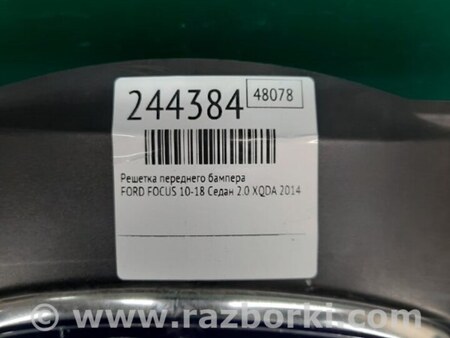 244384
48078
Решетка переднего бампера
FORD FOCUS 10-18 Седан 2.0 XQDA 2014
© www.razborki.com